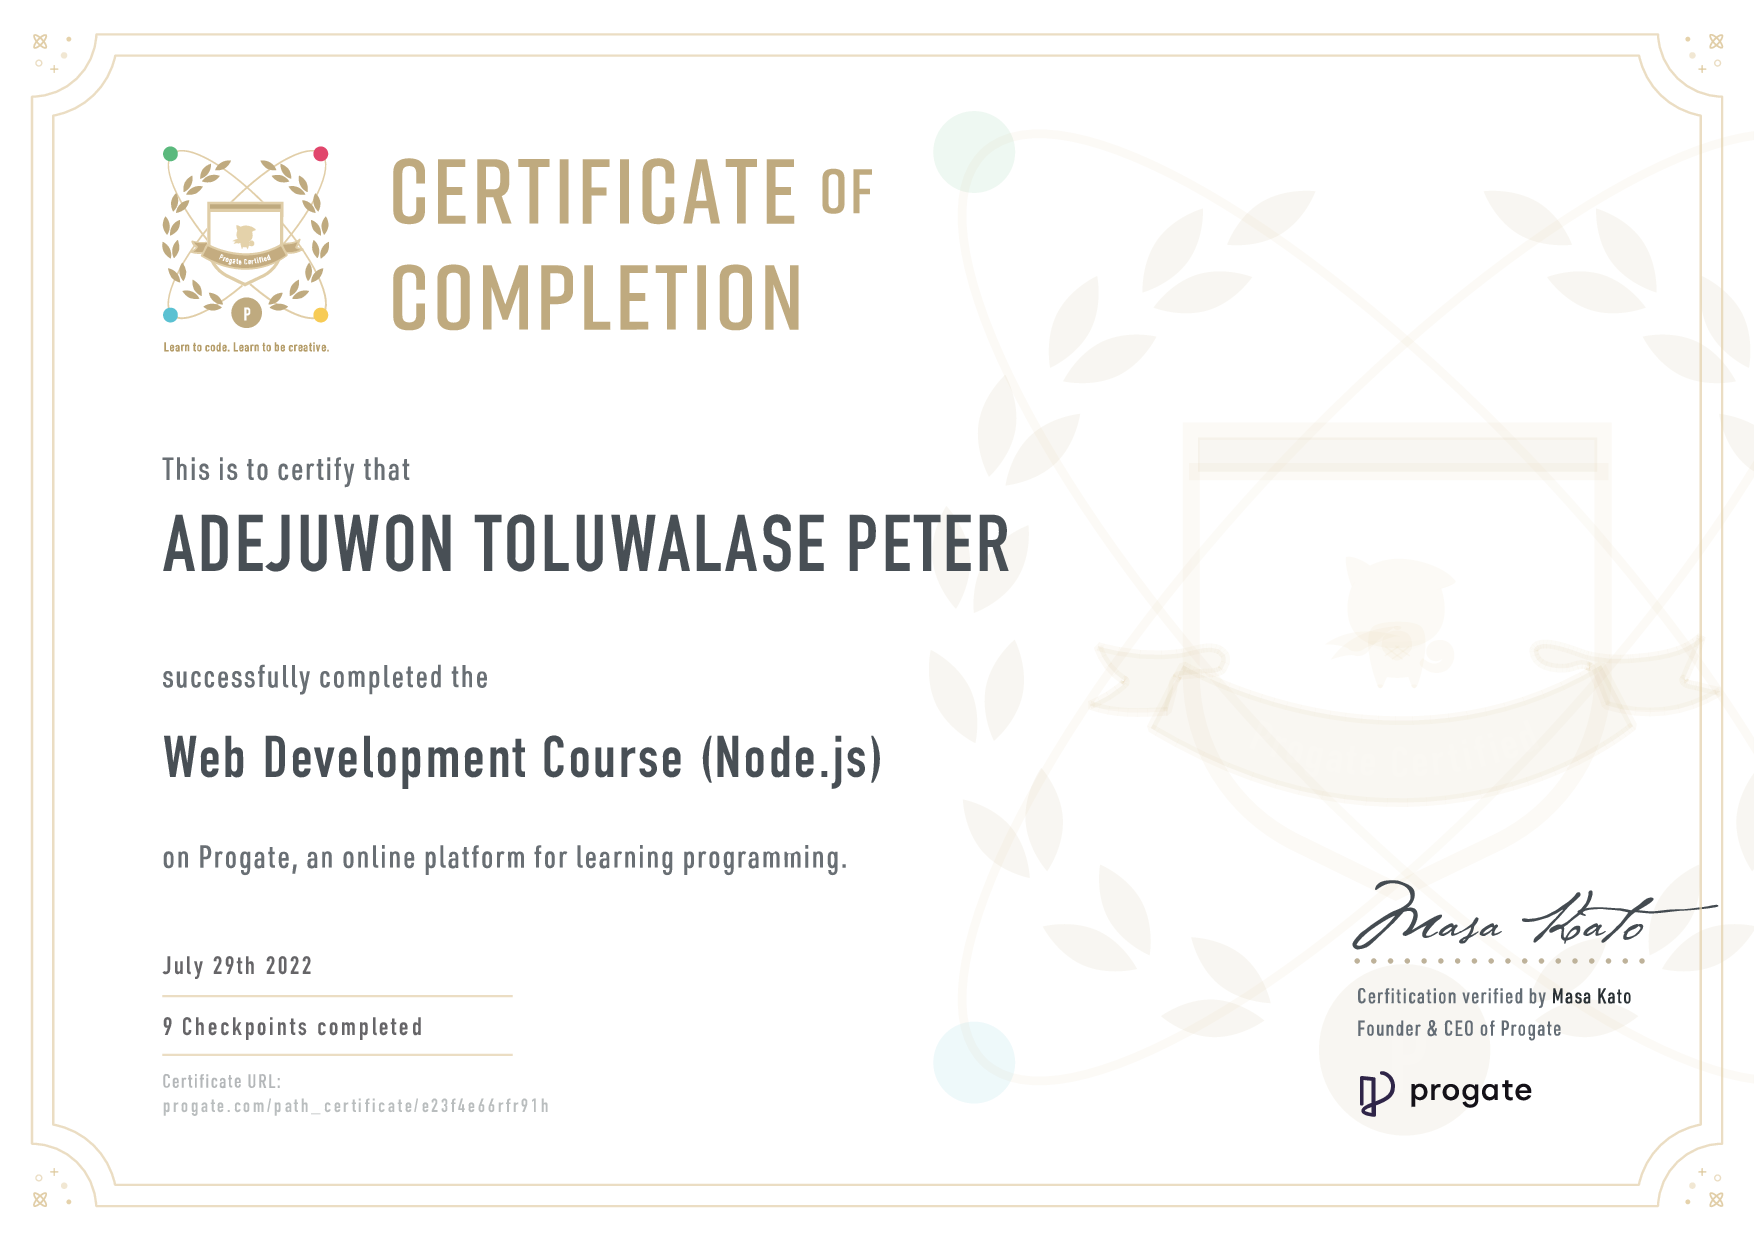 CERTIFICATE OF
COMPLETION
Progate Certified
P
Learn to code. Learn to be creative.
This is to certify that
ADEJUWON TOLUWALASE PETER
successfully completed the
Web Development Course (Node.js)
on Progate, an online platform for learning programming.
July 29th 2022
9 Checkpoints completed
Certificate URL:
progate.com/path_certificate/e23f4e66rfr91h
Masa Kato
Cerfitication verified by Masa Kato
Founder & CEO of Progate
progate